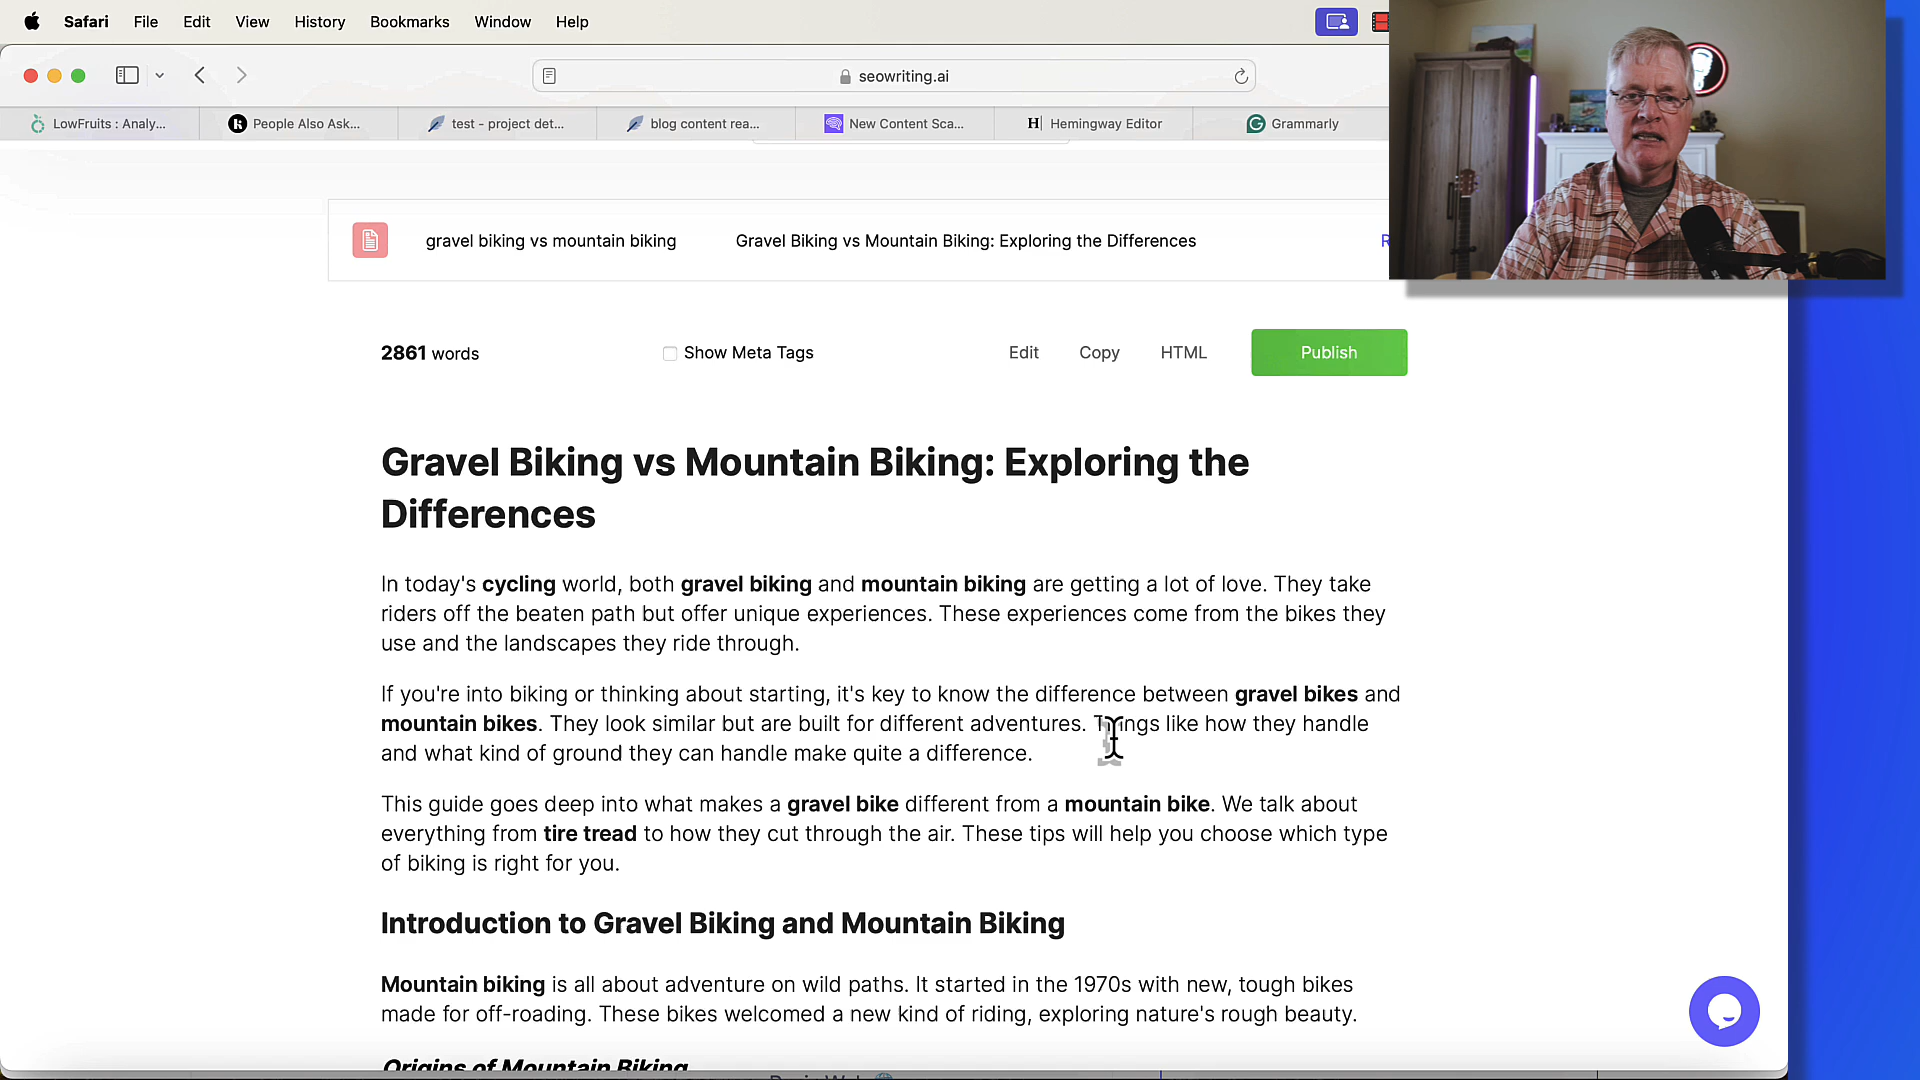 Safari File Edit View History Bookmarks Window Help
seowriting.ai
LowFruits : Analy... People Also Ask... test - project det... blog content rea... New Content Sca... Hemingway Editor Grammarly
gravel biking vs mountain biking Gravel Biking vs Mountain Biking: Exploring the Differences
2861 words Show Meta Tags Edit Copy HTML Publish
Gravel Biking vs Mountain Biking: Exploring the
Differences
In today's cycling world, both gravel biking and mountain biking are getting a lot of love. They take
riders off the beaten path but offer unique experiences. These experiences come from the bikes they
use and the landscapes they ride through.
If you're into biking or thinking about starting, it's key to know the difference between gravel bikes and
mountain bikes. They look similar but are built for different adventures. Things like how they handle
and what kind of ground they can handle make quite a difference.
This guide goes deep into what makes a gravel bike different from a mountain bike. We talk about
everything from tire tread to how they cut through the air. These tips will help you choose which type
of biking is right for you.
Introduction to Gravel Biking and Mountain Biking
Mountain biking is all about adventure on wild paths. It started in the 1970s with new, tough bikes
made for off-roading. These bikes welcomed a new kind of riding, exploring nature's rough beauty.
Origins of Mountain Biking